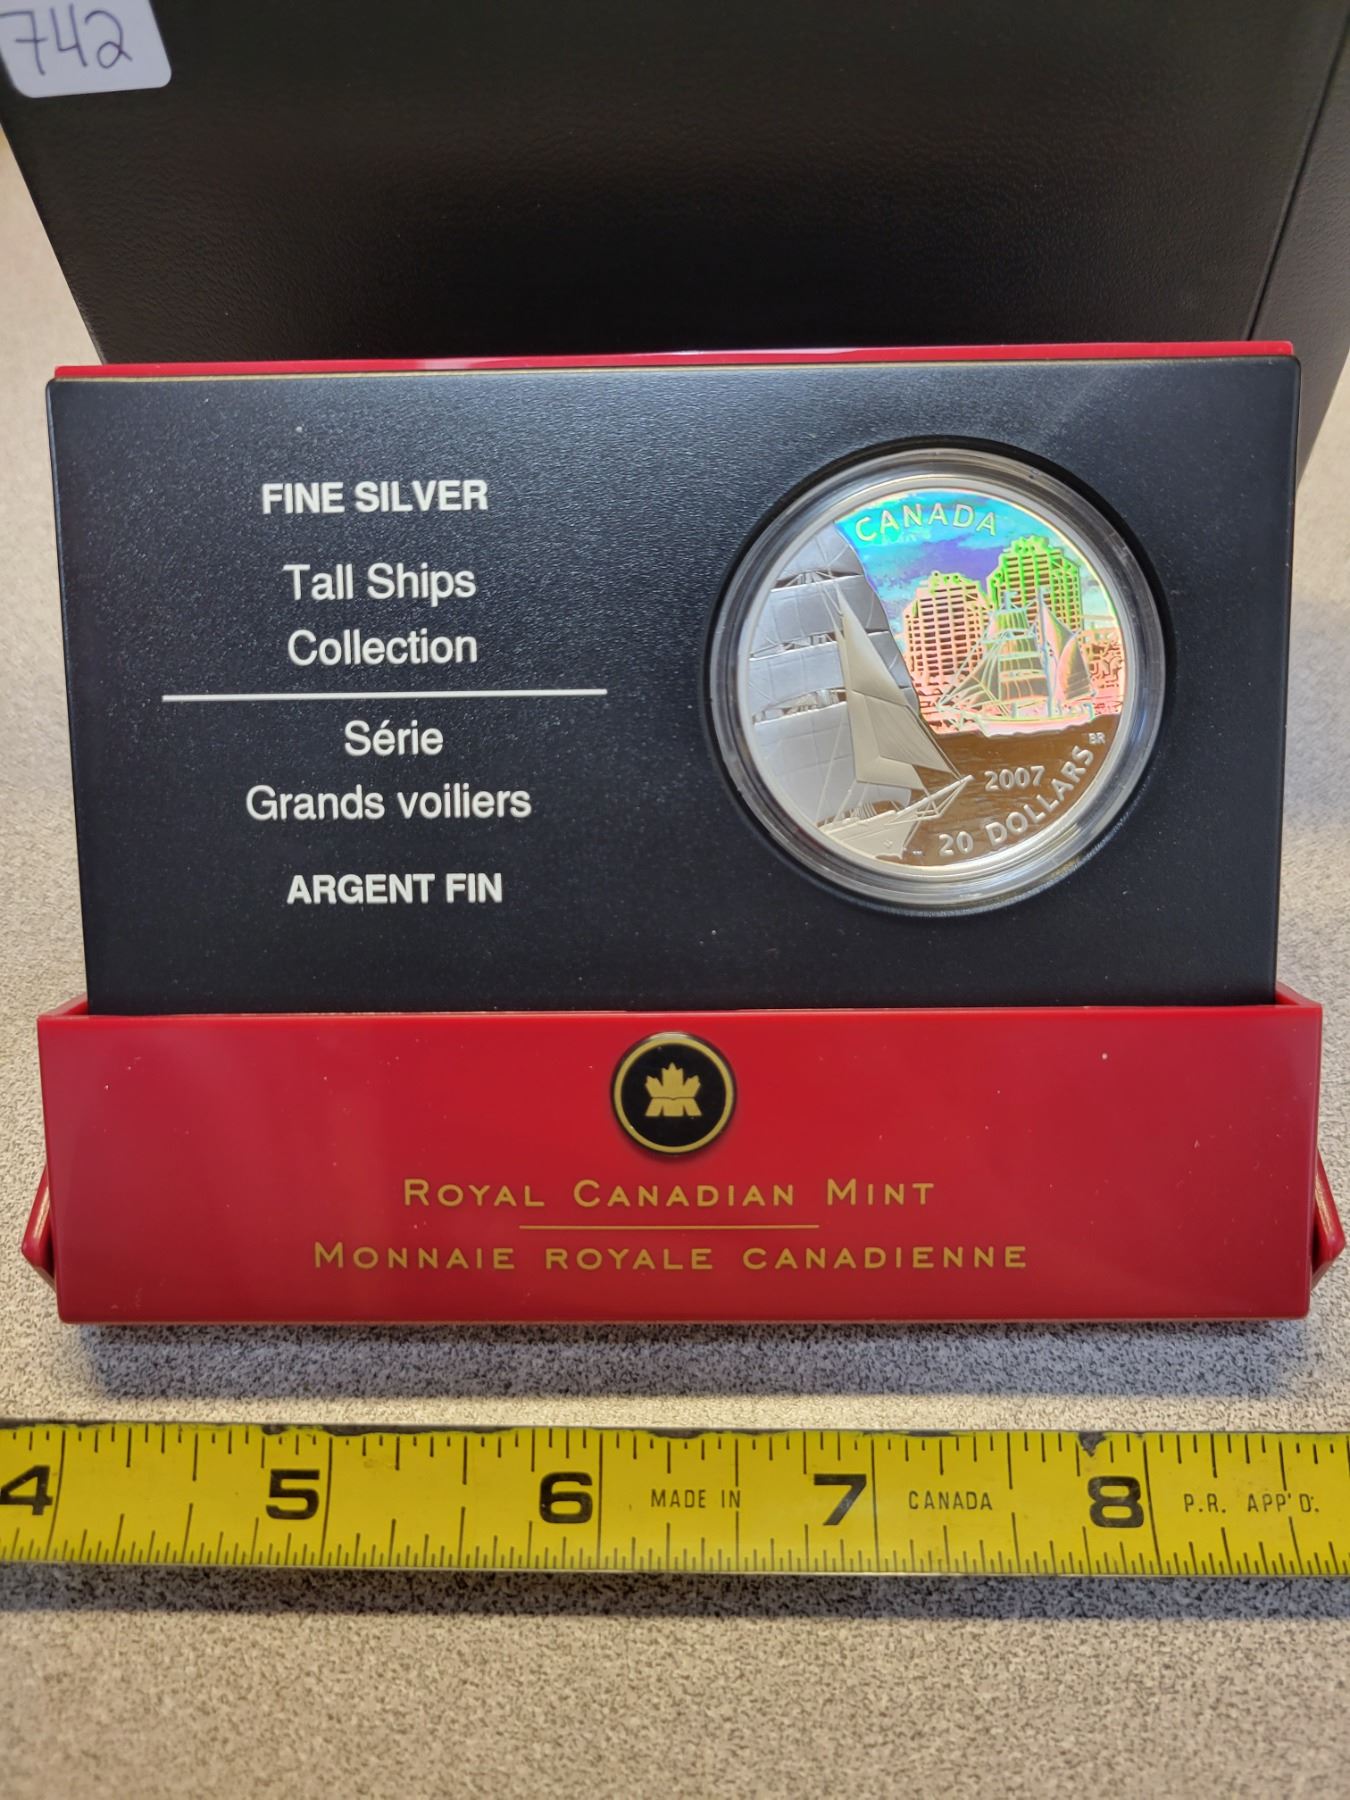 742
FINE SILVER
Tall Ships
Collection
Série
Grands voiliers
ARGENT FIN
CANADA
BR
2007
20 DOLLARS
ROYAL CANADIAN MINT
MONNAIE ROYALE CANADIENNE
4 5 6 MADE IN 7 CANADA 8 P.R. APP'D.